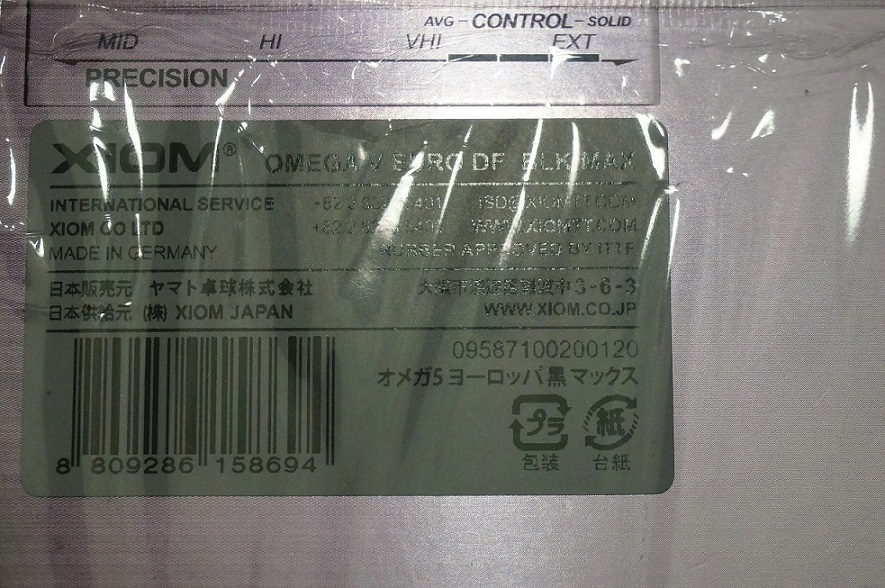 AVG - CONTROL - SOLID
MID HI VHI EXT
PRECISION
XIOM® OMEGA V EURO DF BLK MAX
INTERNATIONAL SERVICE ISD@XIOMTT.COM
XIOM CO LTD WWW.XIOMTT.COM
MADE IN GERMANY RUBBER APPROVED BY ITTF
日本販売元 ヤマト卓球株式会社 3-6-3
日本供給元 (株) XIOM JAPAN WWW.XIOM.CO.JP
09587100200120
オメガ5ヨーロッパ黒マックス
プラ 紙
包装 台紙
8 809286 158694